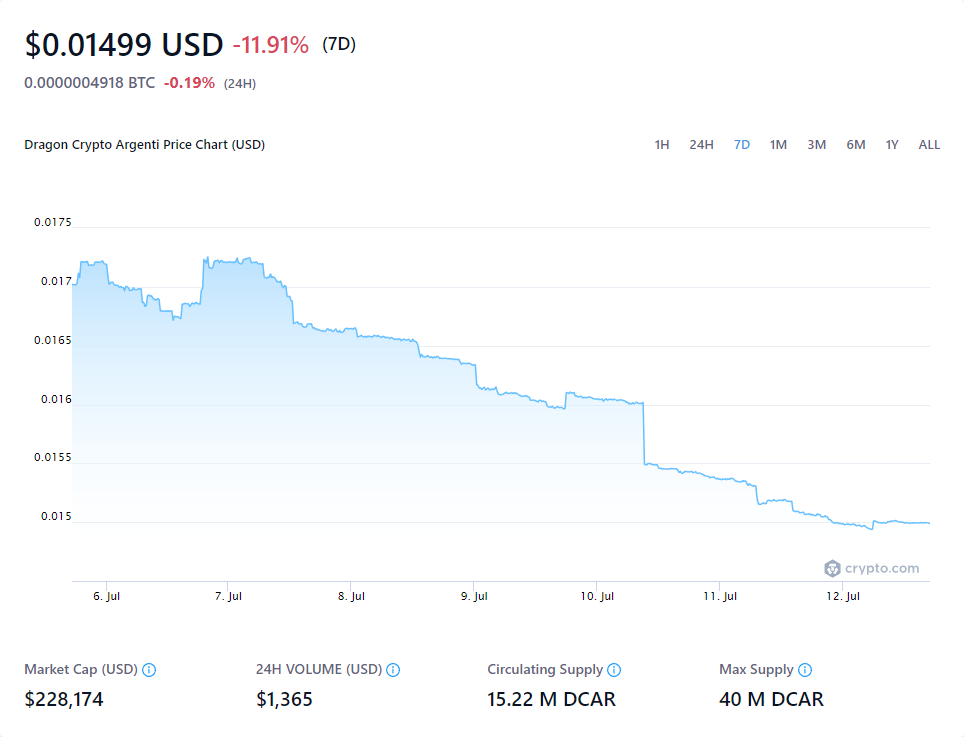 $0.01499 USD -11.91% (7D)
0.0000004918 BTC -0.19% (24H)
Dragon Crypto Argenti Price Chart (USD) 1H 24H 7D 1M 3M 6M 1Y ALL
0.0175
0.017
0.0165
0.016
0.0155
0.015
crypto.com
6. Jul 7. Jul 8. Jul 9. Jul 10. Jul 11. Jul 12. Jul
Market Cap (USD) 24H VOLUME (USD) Circulating Supply Max Supply
$228,174 $1,365 15.22 M DCAR 40 M DCAR